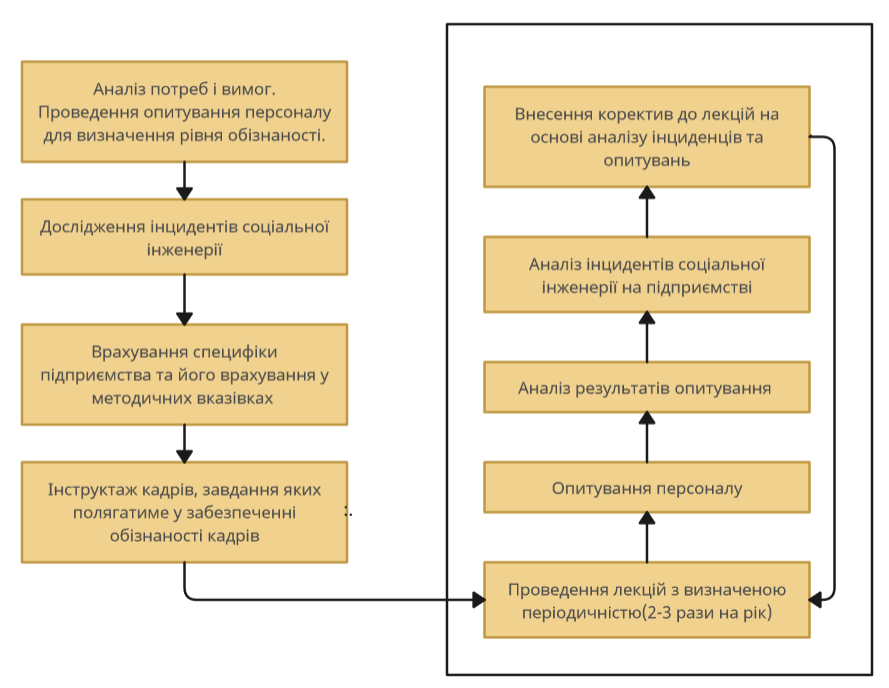 Аналіз потреб і вимог.
Проведення опитування персоналу
для визначення рівня обізнаності.
Дослідження інцидентів соціальної
інженерії
Врахування специфіки
підприємства та його врахування у
методичних вказівках
Інструктаж кадрів, завдання яких
полягатиме у забезпеченні
обізнаності кадрів
:.
Внесення коректив до лекцій на
основі аналізу інциденців та
опитувань
Аналіз інцидентів соціальної
інженерії на підприємстві
Аналіз результатів опитування
Опитування персоналу
Проведення лекцій з визначеною
періодичністю(2-3 рази на рік)